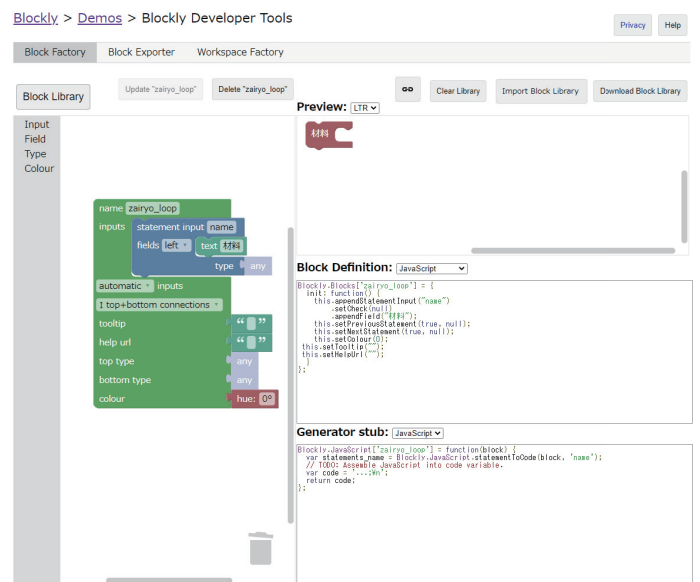 Blockly > Demos > Blockly Developer Tools
Privacy
Help
Block Factory
Block Exporter
Workspace Factory
Block Library
Update "zairyo_loop"
Delete "zairyo_loop"
Clear Library
Import Block Library
Download Block Library
Preview: LTR
Input
Field
Type
Colour
材料
name zairyo_loop
inputs statement input name
fields left text 材料
type any
automatic inputs
↕ top+bottom connections
tooltip “ ”
help url “ ”
top type any
bottom type any
colour hue: 0°
Block Definition: JavaScript
Blockly.Blocks['zairyo_loop'] = {
init: function() {
this.appendStatementInput("name")
.setCheck(null)
.appendField("材料");
this.setPreviousStatement(true, null);
this.setNextStatement(true, null);
this.setColour(0);
this.setTooltip("");
this.setHelpUrl("");
}
};
Generator stub: JavaScript
Blockly.JavaScript['zairyo_loop'] = function(block) {
var statements_name = Blockly.JavaScript.statementToCode(block, 'name');
// TODO: Assemble JavaScript into code variable.
var code = '...;¥n';
return code;
};